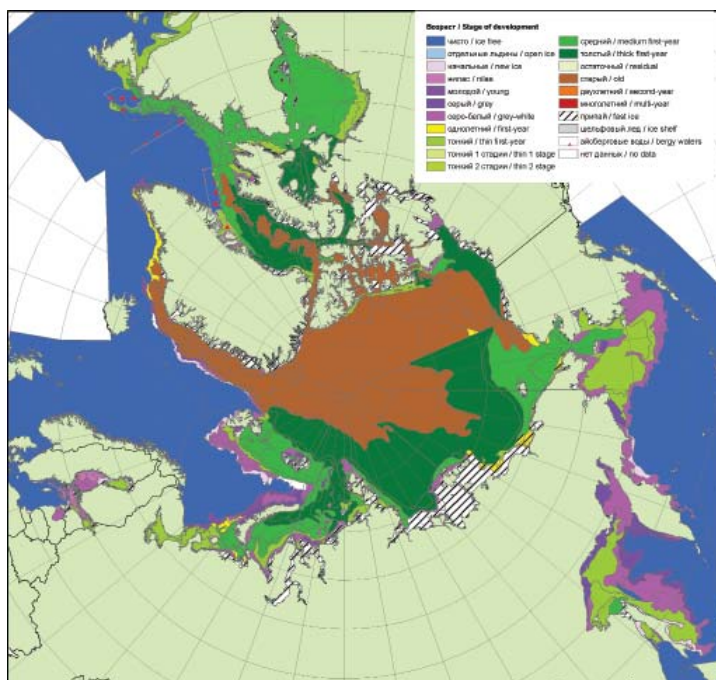 Возраст / Stage of development
чисто / ice free
отдельные льдины / open ice
начальные / new ice
нилас / nilas
молодой / young
серый / grey
серо-белый / grey-white
однолетний / first-year
тонкий / thin first-year
тонкий 1 стадии / thin 1 stage
тонкий 2 стадии / thin 2 stage
средний / medium first-year
толстый / thick first-year
остаточный / residual
старый / old
двухлетний / second-year
многолетний / multi-year
припай / fast ice
шельфовый лед / ice shelf
айсберговые воды / bergy waters
нет данных / no data